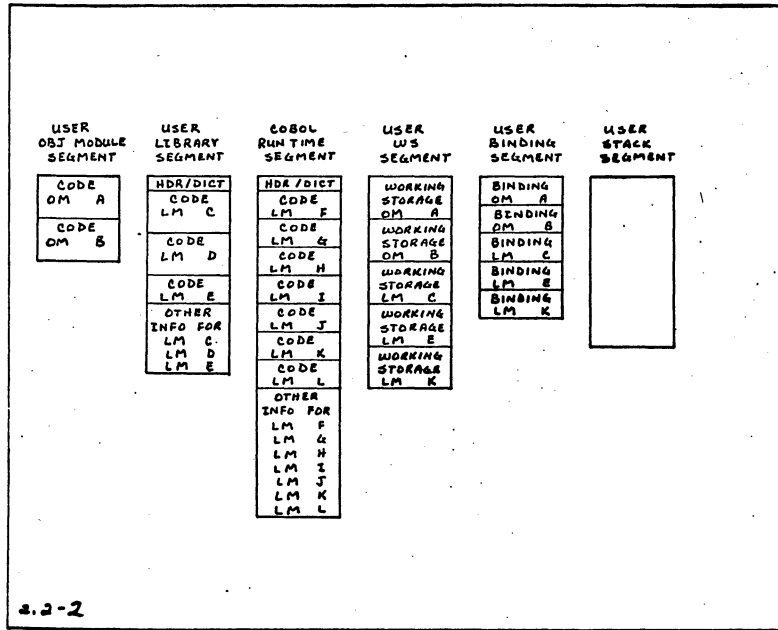 USER
OBJ MODULE
SEGMENT
CODE
OM A
CODE
OM B
USER
LIBRARY
SEGMENT
HDR/DICT
CODE
LM C
CODE
LM D
CODE
LM E
OTHER
INFO FOR
LM C
LM D
LM E
COBOL
RUN TIME
SEGMENT
HDR/DICT
CODE
LM F
CODE
LM G
CODE
LM H
CODE
LM I
CODE
LM J
CODE
LM K
CODE
LM L
OTHER
INFO FOR
LM F
LM G
LM H
LM I
LM J
LM K
LM L
USER
WS
SEGMENT
WORKING
STORAGE
OM A
WORKING
STORAGE
OM B
WORKING
STORAGE
LM C
WORKING
STORAGE
LM E
WORKING
STORAGE
LM K
USER
BINDING
SEGMENT
BINDING
OM A
BINDING
OM B
BINDING
LM C
BINDING
LM E
BINDING
LM K
USER
STACK
SEGMENT
2.2-2